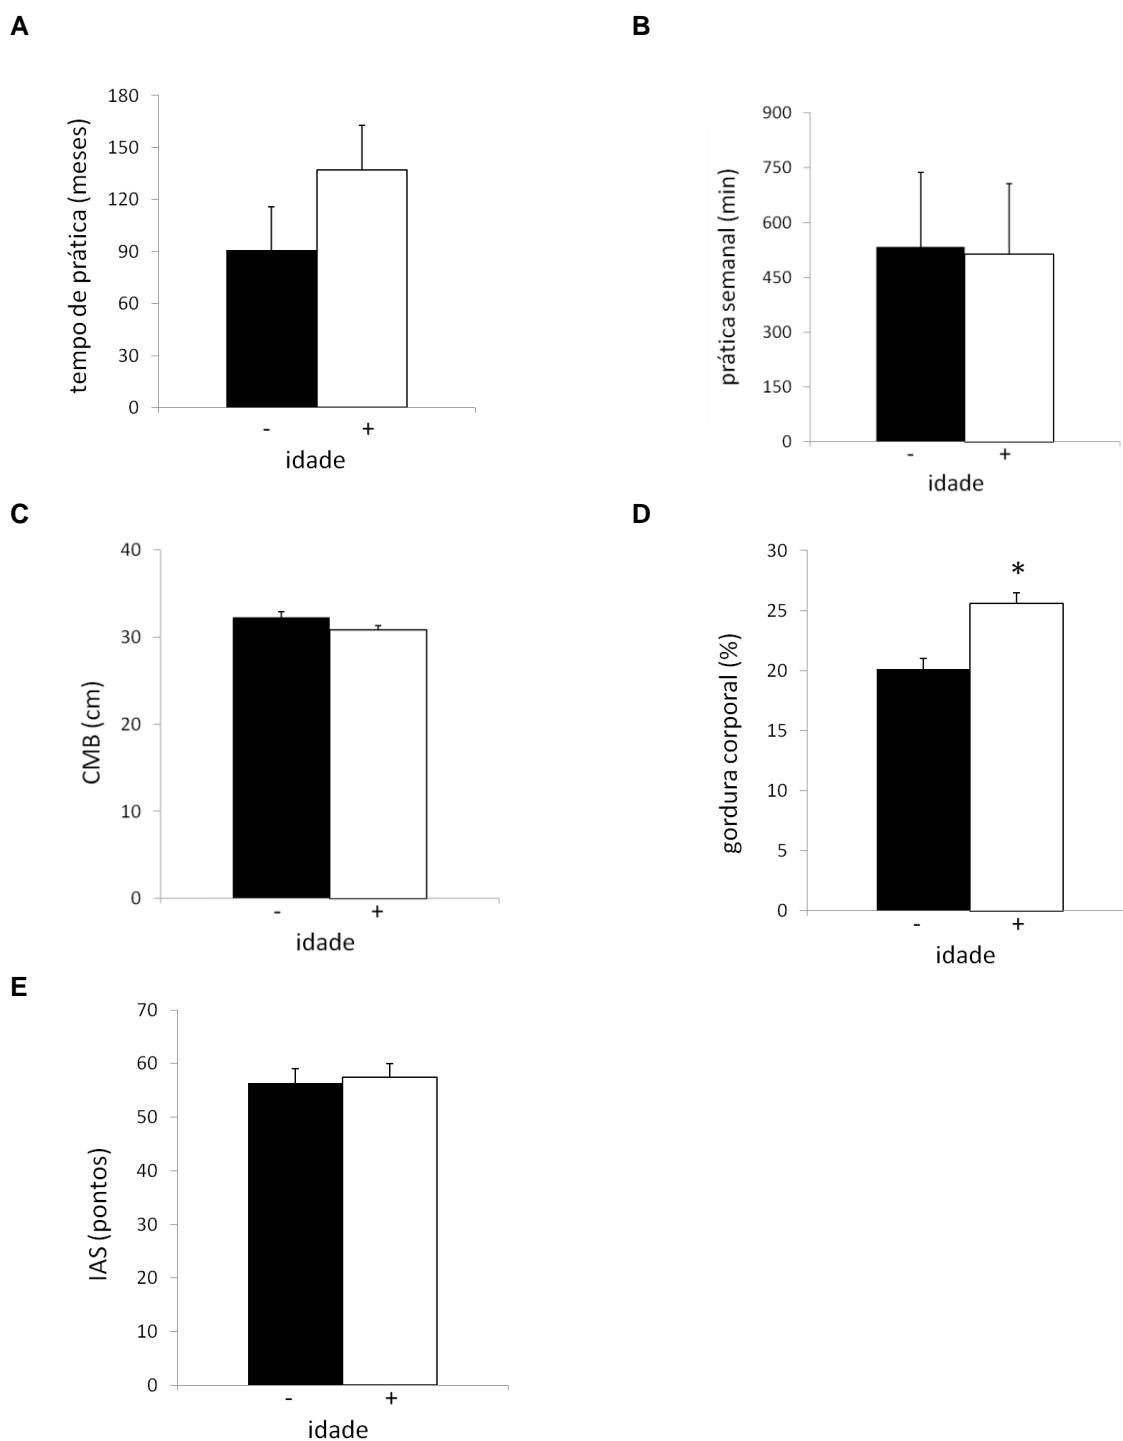 A
tempo de prática (meses)
180
150
120
90
60
30
0
- +
idade
B
prática semanal (min)
900
750
600
450
300
150
0
- +
idade
C
CMB (cm)
40
30
20
10
0
- +
idade
D
gordura corporal (%)
30
25
20
15
10
5
0
*
- +
idade
E
IAS (pontos)
70
60
50
40
30
20
10
0
- +
idade